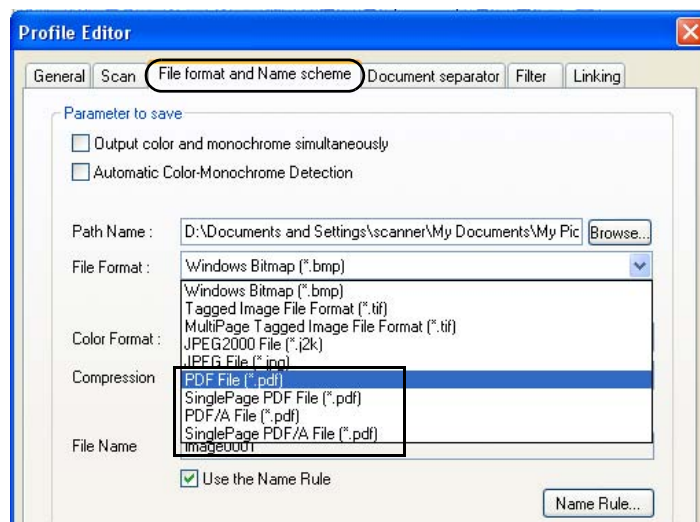 Profile Editor
General Scan File format and Name scheme Document separator Filter Linking
Parameter to save
Output color and monochrome simultaneously
Automatic Color-Monochrome Detection
Path Name : D:\Documents and Settings\scanner\My Documents\My Pic Browse...
File Format : Windows Bitmap (*.bmp)
Windows Bitmap (*.bmp)
Tagged Image File Format (*.tif)
MultiPage Tagged Image File Format (*.tif)
Color Format : JPEG2000 File (*.j2k)
JPEG File (*.jpg)
Compression PDF File (*.pdf)
SinglePage PDF File (*.pdf)
PDF/A File (*.pdf)
SinglePage PDF/A File (*.pdf)
File Name image0001
Use the Name Rule
Name Rule...